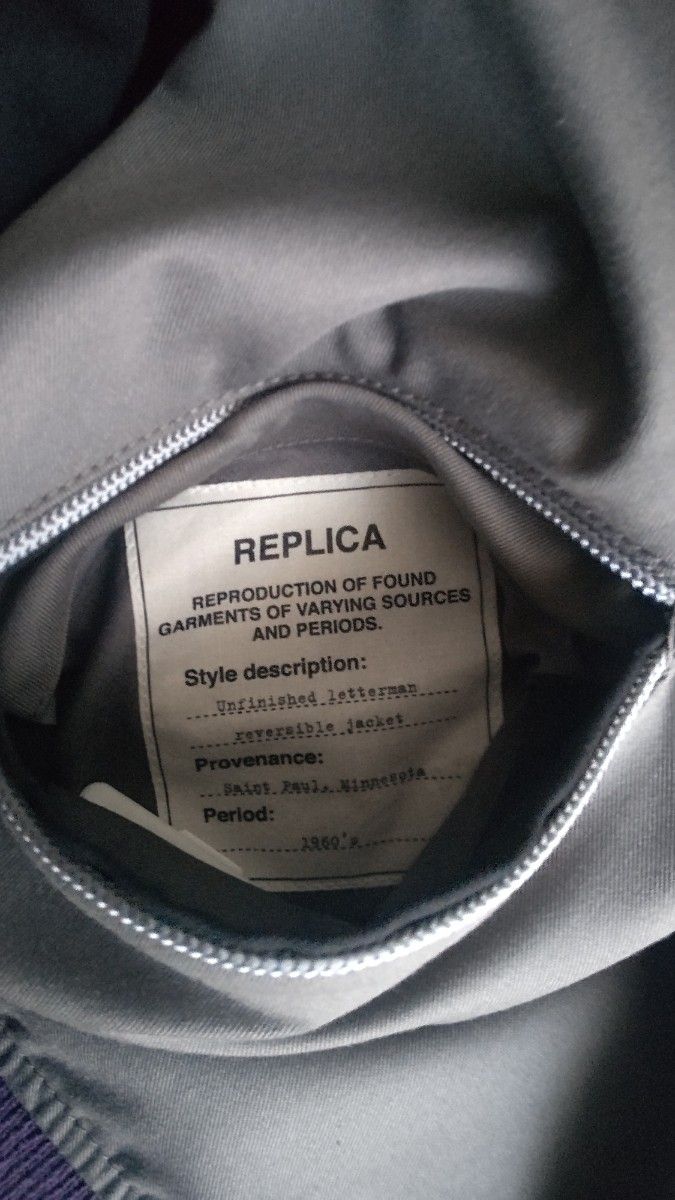 REPLICA
REPRODUCTION OF FOUND
GARMENTS OF VARYING SOURCES
AND PERIODS.
Style description:
Unfinished letterman
reversible jacket
Provenance:
Saint Paul, Minnesota
Period:
1960's